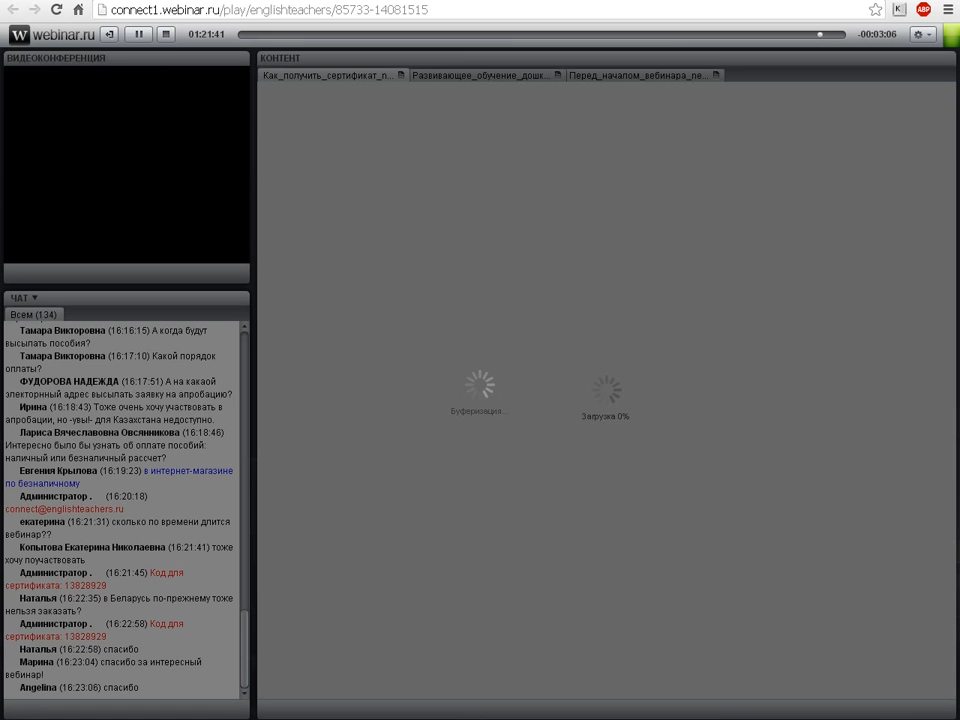 connect1.webinar.ru/play/englishteachers/85733-14081515
K
ABP
W webinar.ru
01:21:41
-00:03:06
ВИДЕОКОНФЕРЕНЦИЯ
КОНТЕНТ
Как_получить_сертификат_п...
Развивающее_обучение_дошк...
Перед_началом_вебинара_пе...
Буферизация...
Загрузка 0%
ЧАТ
Всем (134)
Тамара Викторовна (16:16:15) А когда будут
высылать пособия?
Тамара Викторовна (16:17:10) Какой порядок
оплаты?
ФУДОРОВА НАДЕЖДА (16:17:51) А на какаой
электорнный адрес высылать заявку на апробацию?
Ирина (16:18:43) Тоже очень хочу участвовать в
апробации, но -увы!- для Казахстана недоступно.
Лариса Вячеславовна Овсянникова (16:18:46)
Интересно было бы узнать об оплате пособий:
наличный или безналичный рассчет?
Евгения Крылова (16:19:23) в интернет-магазине
по безналичному
Администратор . (16:20:18)
connect@englishteachers.ru
екатерина (16:21:31) сколько по времени длится
вебинар??
Копытова Екатерина Николаевна (16:21:41) тоже
хочу поучаствовать
Администратор . (16:21:45) Код для
сертификата: 13828929
Наталья (16:22:35) в Беларусь по-прежнему тоже
нельзя заказать?
Администратор . (16:22:58) Код для
сертификата: 13828929
Наталья (16:22:58) спасибо
Марина (16:23:04) спасибо за интересный
вебинар!
Angelina (16:23:06) спасибо